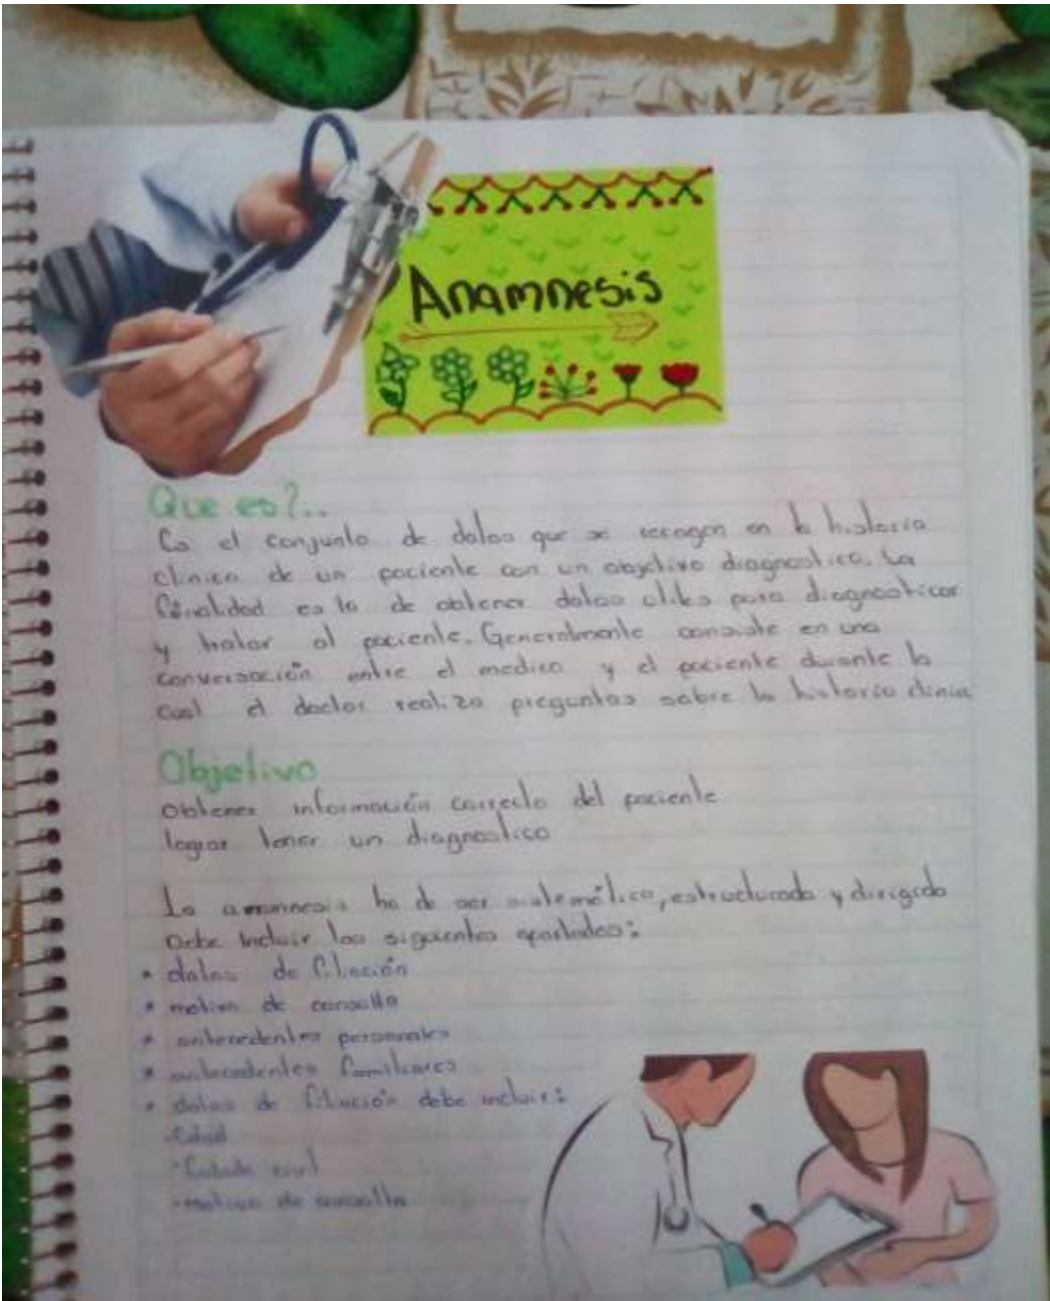 Anamnesis
Que es?..
Es el conjunto de datos que se recogen en la historia
clinica de un paciente con un objetivo diagnostico. La
finalidad es la de obtener datos utiles para diagnosticar
y tratar al paciente. Generalmente consiste en una
conversación entre el medico y el paciente durante la
cual el doctor realiza preguntas sobre la historia clinica
Objetivo
Obtener información correcta del paciente
lograr tener un diagnostico
La anamnesis ha de ser sistemática, estructurada y dirigida
Debe incluir los siguientes apartados:
* datos de filiación
* motivo de consulta
* antecedentes personales
* antecedentes familiares
* datos de filiación debe incluir:
-Edad
-Estado civil
-motivo de consulta